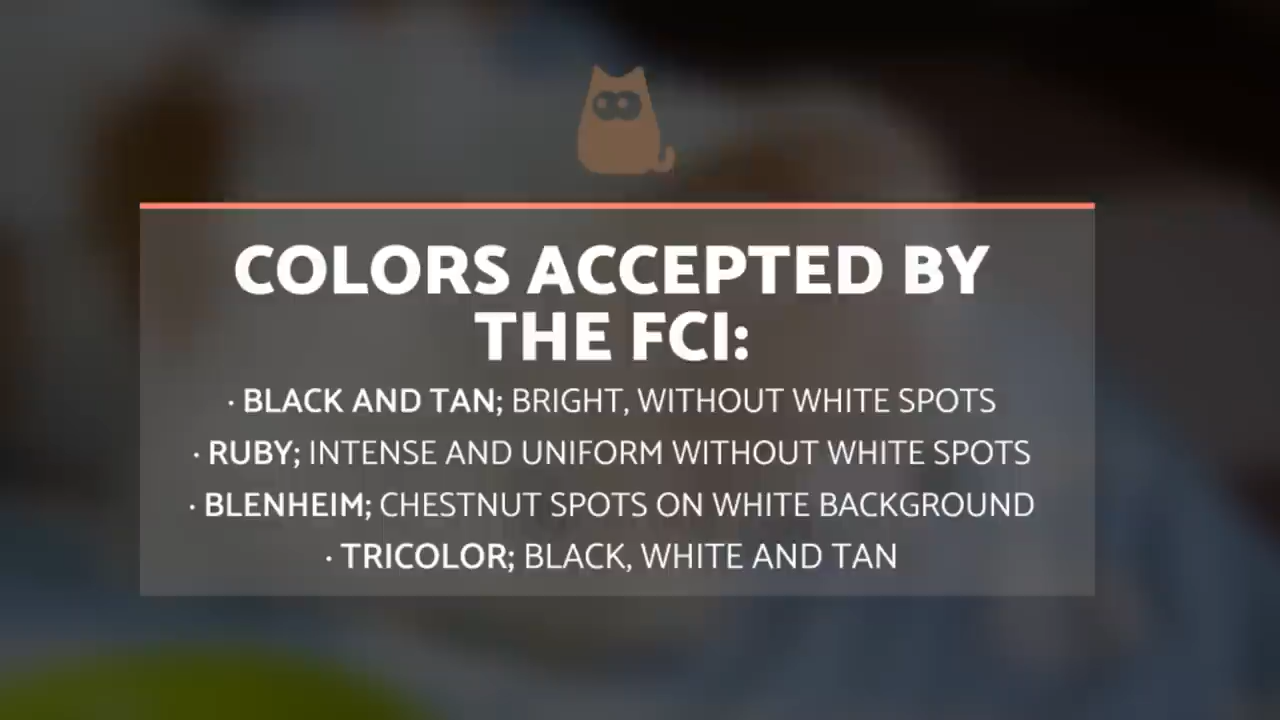 COLORS ACCEPTED BY
THE FCI:
· BLACK AND TAN; BRIGHT, WITHOUT WHITE SPOTS
· RUBY; INTENSE AND UNIFORM WITHOUT WHITE SPOTS
· BLENHEIM; CHESTNUT SPOTS ON WHITE BACKGROUND
· TRICOLOR; BLACK, WHITE AND TAN